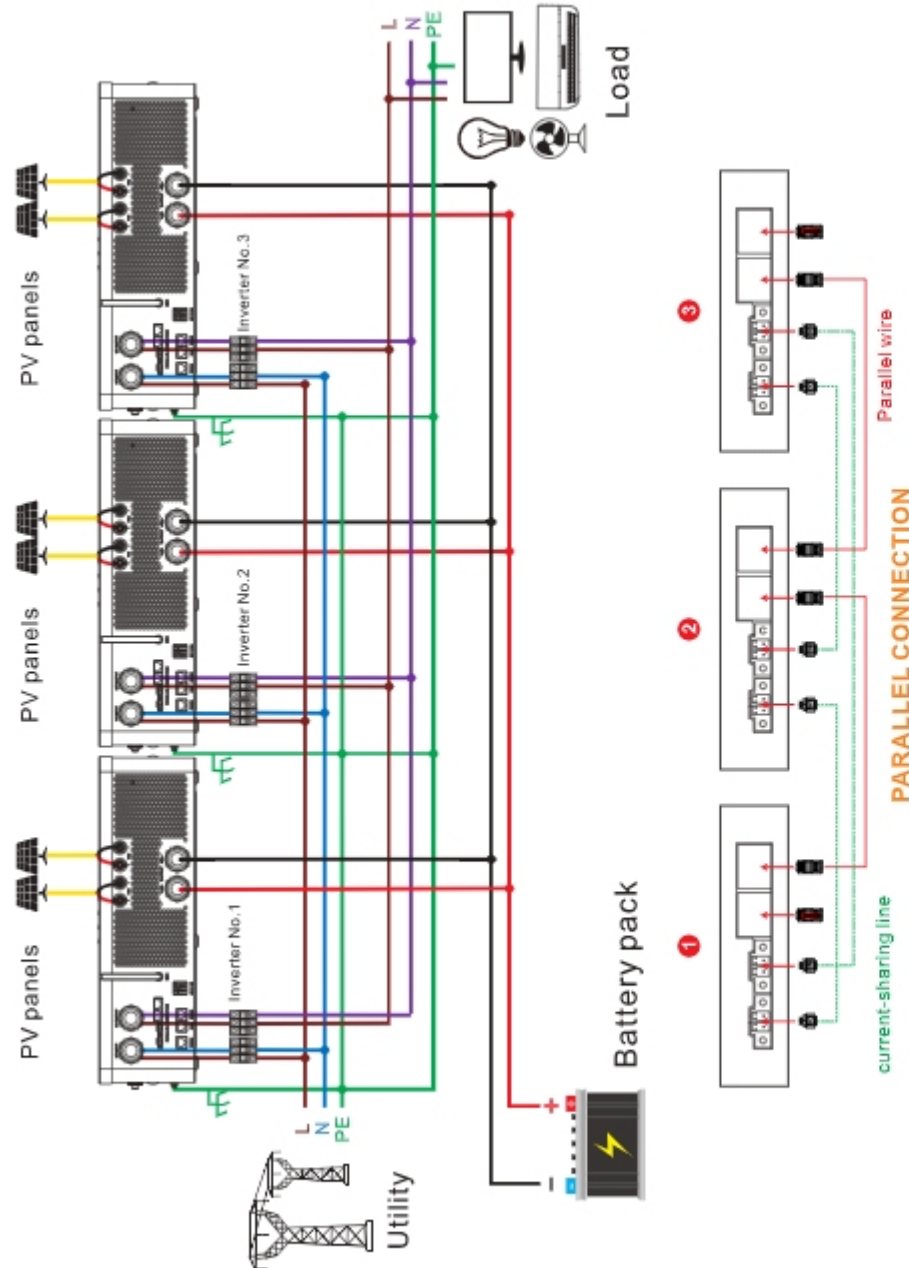 PV panels
PV panels
PV panels
Inverter No.1
Inverter No.2
Inverter No.3
L
N
PE
L
N
PE
Utility
Load
+
−
Battery pack
1
2
3
current-sharing line
Parallel wire
PARALLEL CONNECTION